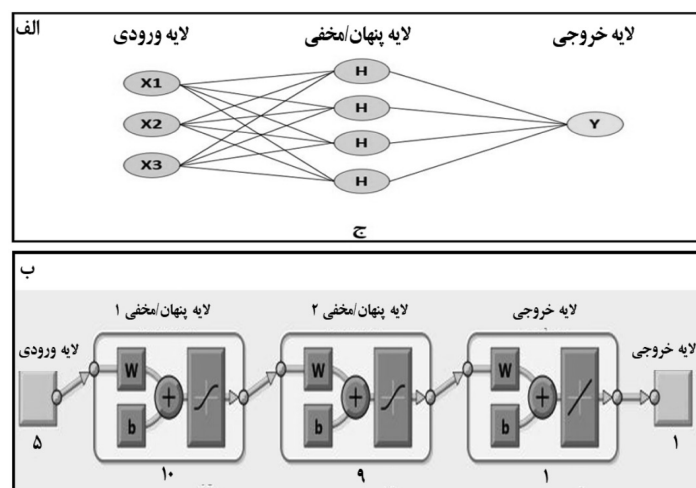 الف
لایه ورودی لایه پنهان/مخفی لایه خروجی
X1 H
X2 H Y
X3 H
H
ج
ب
لایه پنهان/مخفی ۱ لایه پنهان/مخفی ۲ لایه خروجی
لایه ورودی لایه خروجی
W W W
+ + +
b b b
۵ ۱
۱۰ ۹ ۱